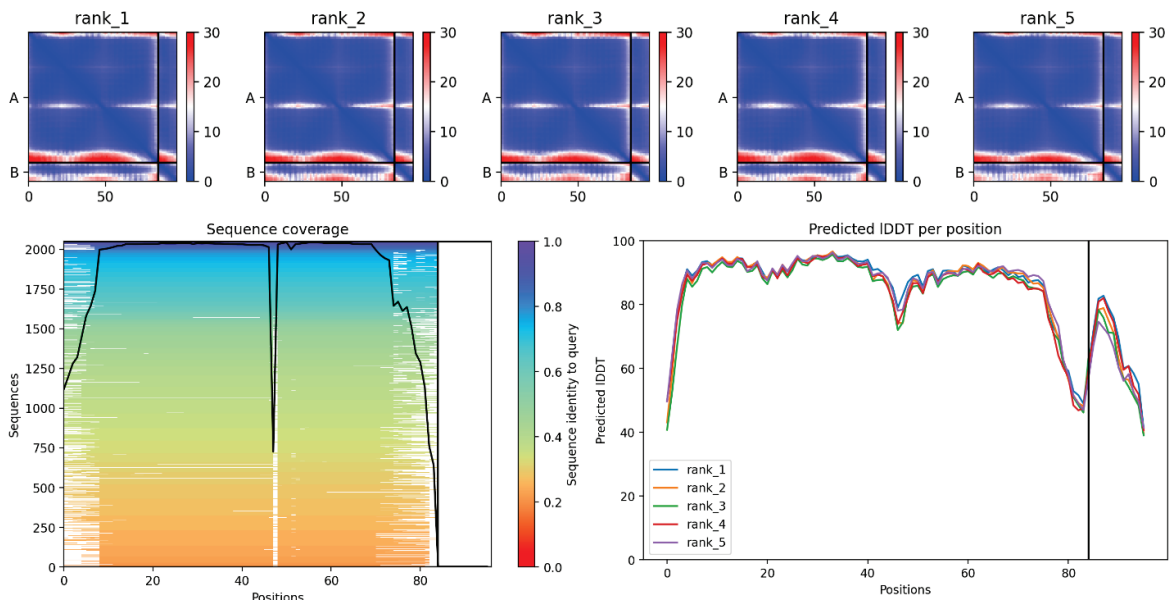 rank_1
rank_2
rank_3
rank_4
rank_5
A
B
0
50
30
20
10
0
A
B
0
50
30
20
10
0
A
B
0
50
30
20
10
0
A
B
0
50
30
20
10
0
A
B
0
50
30
20
10
0
Sequence coverage
Sequences
2000
1750
1500
1250
1000
750
500
250
0
0
20
40
60
80
Positions
1.0
0.8
0.6
0.4
0.2
0.0
Sequence identity to query
Predicted lDDT per position
Predicted lDDT
100
80
60
40
20
0
rank_1
rank_2
rank_3
rank_4
rank_5
0
20
40
60
80
Positions